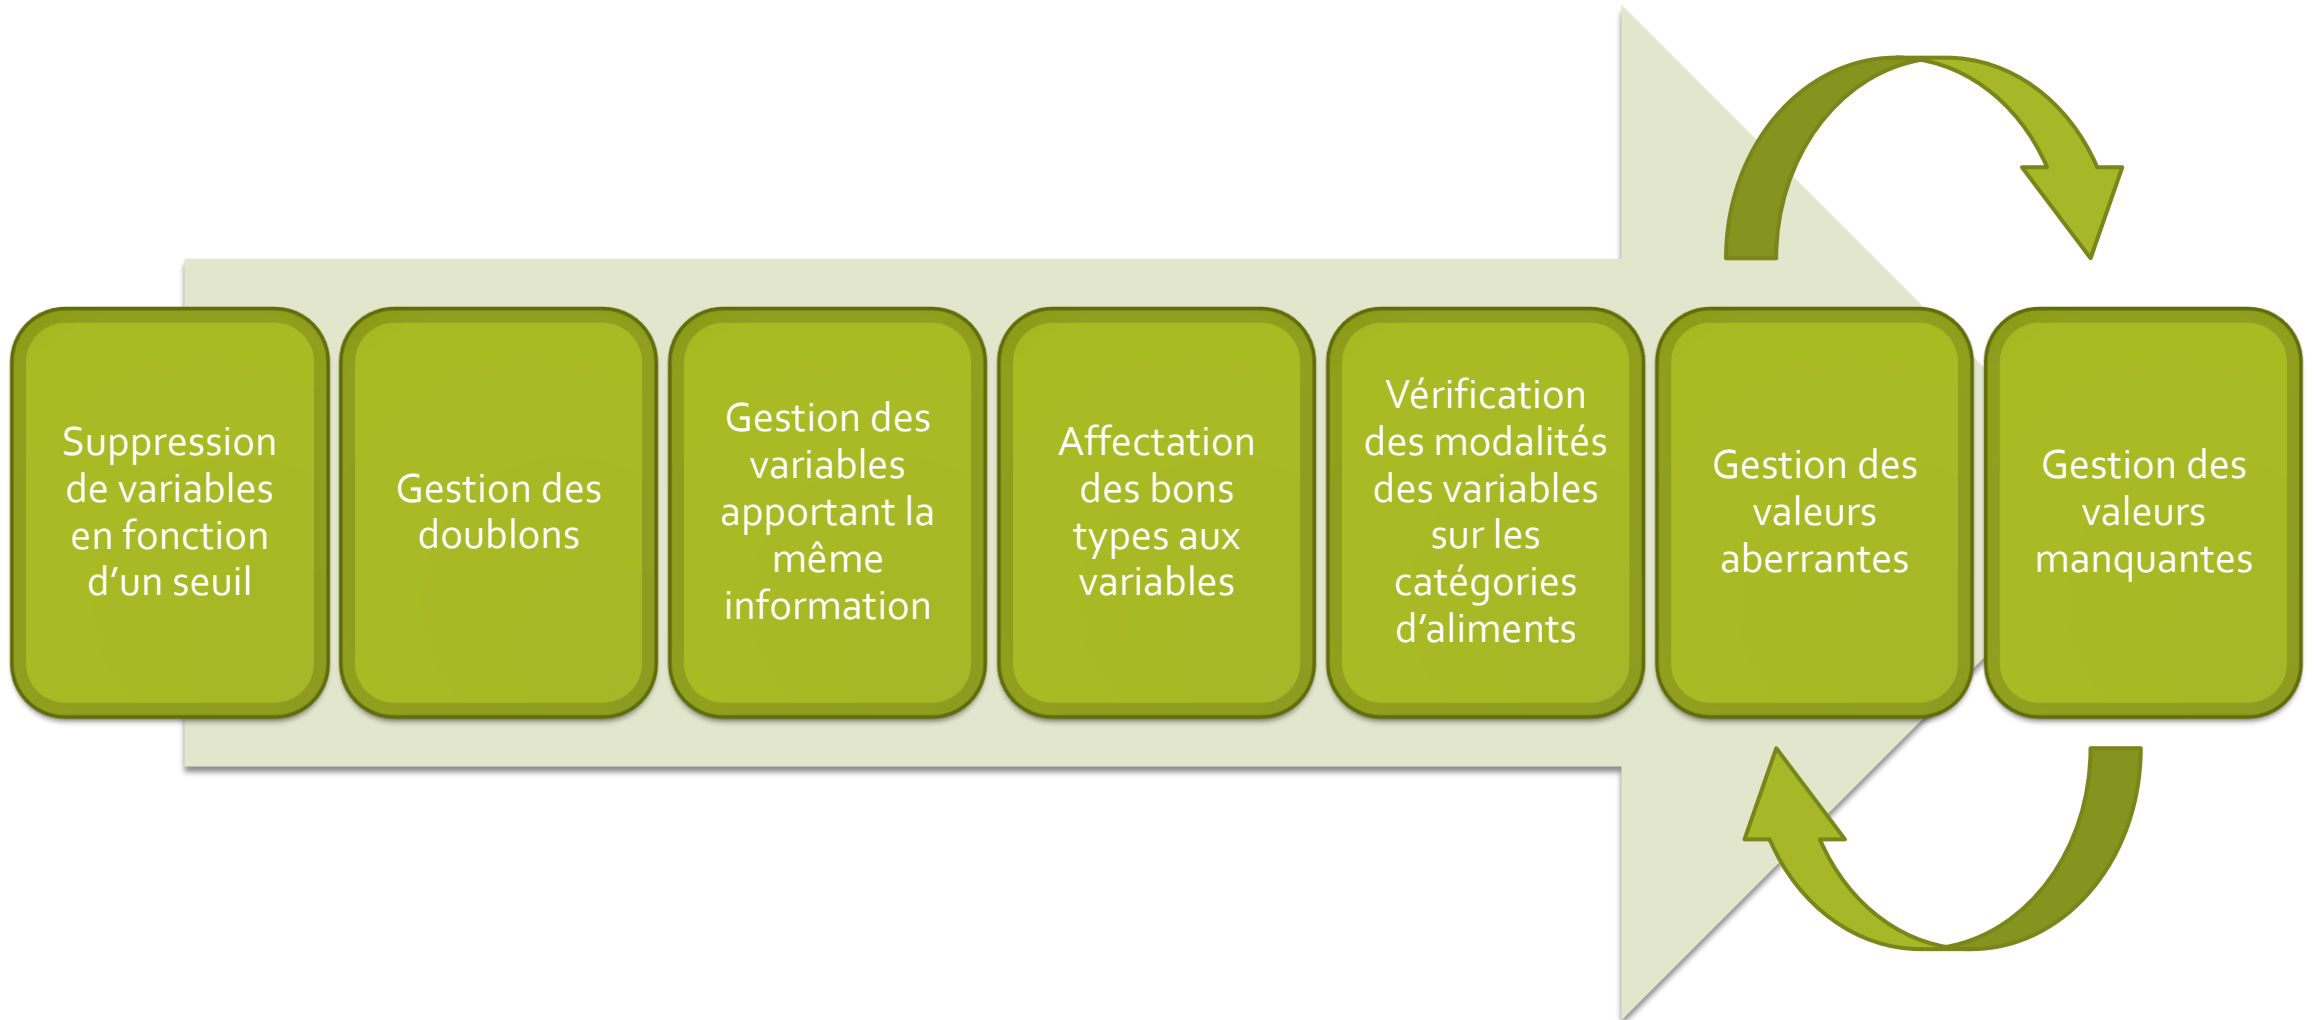 Suppression
de variables
en fonction
d’un seuil
Gestion des
doublons
Gestion des
variables
apportant la
même
information
Affectation
des bons
types aux
variables
Vérification
des modalités
des variables
sur les
catégories
d’aliments
Gestion des
valeurs
aberrantes
Gestion des
valeurs
manquantes